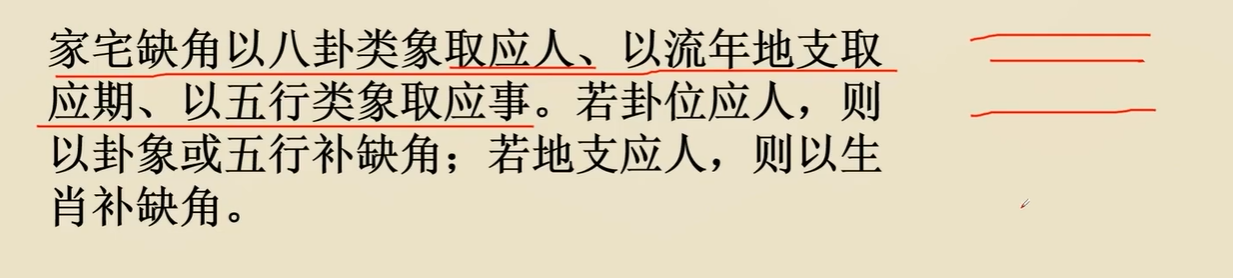 家宅缺角以八卦类象取应人、以流年地支取
应期、以五行类象取应事。若卦位应人，则
以卦象或五行补缺角；若地支应人，则以生
肖补缺角。